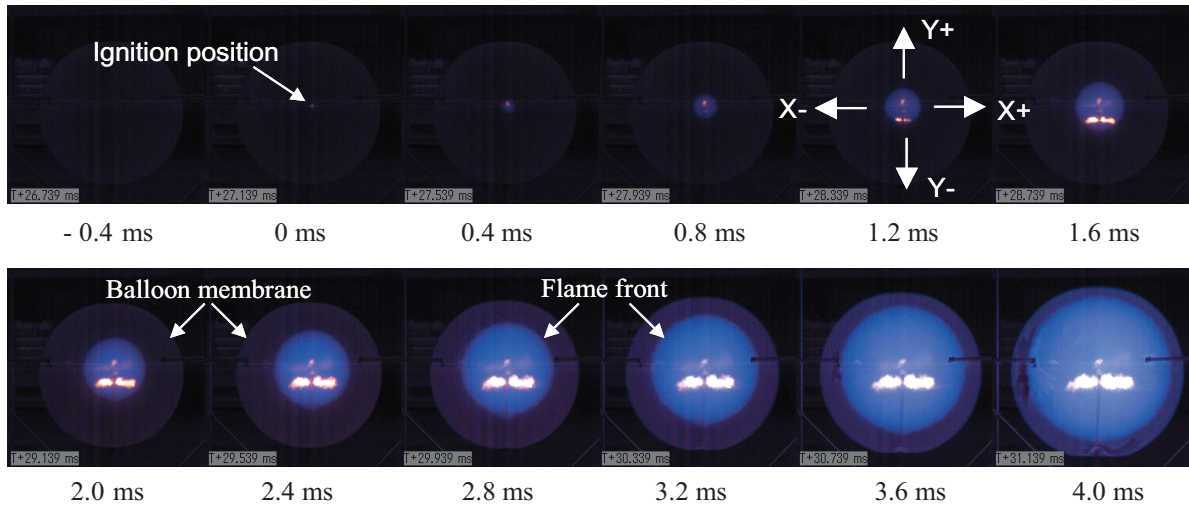 Ignition position
Y+
X-
X+
Y-
T+26.739 ms
T+27.139 ms
T+27.539 ms
T+27.939 ms
T+28.339 ms
T+28.739 ms
- 0.4 ms
0 ms
0.4 ms
0.8 ms
1.2 ms
1.6 ms
Balloon membrane
Flame front
T+29.139 ms
T+29.539 ms
T+29.939 ms
T+30.339 ms
T+30.739 ms
T+31.139 ms
2.0 ms
2.4 ms
2.8 ms
3.2 ms
3.6 ms
4.0 ms